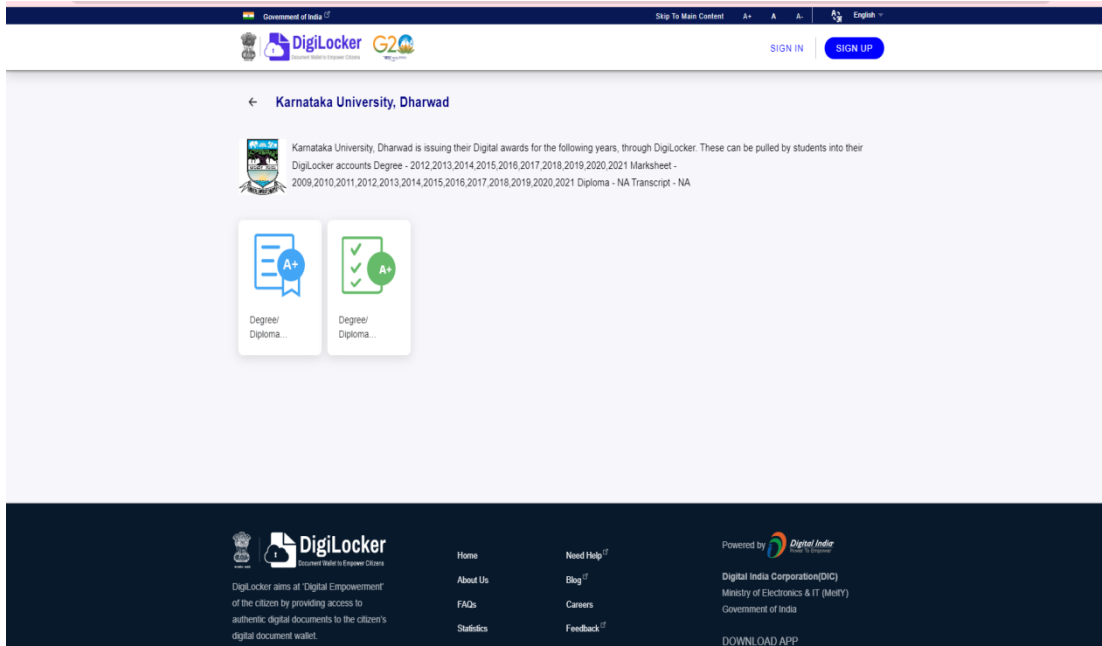 Government of India
Skip To Main Content A+ A A- English
DigiLocker
Document Wallet to Empower Citizens
G20
SIGN IN SIGN UP
Karnataka University, Dharwad
Karnataka University, Dharwad is issuing their Digital awards for the following years, through DigiLocker. These can be pulled by students into their
DigiLocker accounts Degree - 2012,2013,2014,2015,2016,2017,2018,2019,2020,2021 Marksheet -
2009,2010,2011,2012,2013,2014,2015,2016,2017,2018,2019,2020,2021 Diploma - NA Transcript - NA
A+
A+
Degree/
Diploma...
Degree/
Diploma...
DigiLocker
Document Wallet to Empower Citizens
DigiLocker aims at 'Digital Empowerment'
of the citizen by providing access to
authentic digital documents to the citizen's
digital document wallet.
Home
About Us
FAQs
Statistics
Need Help
Blog
Careers
Feedback
Powered by Digital India
Power To Empower
Digital India Corporation(DIC)
Ministry of Electronics & IT (MeitY)
Government of India
DOWNLOAD APP